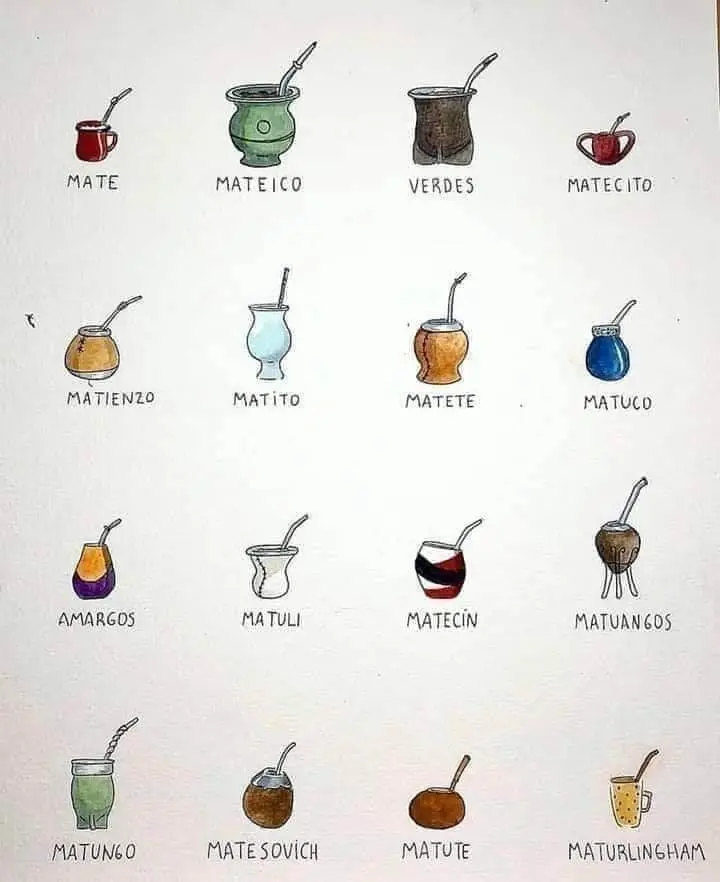 MATE
MATEICO
VERDES
MATECITO
MATIENZO
MATITO
MATETE
MATUCO
AMARGOS
MATULI
MATECÍN
MATUANGOS
MATUNGO
MATESOVICH
MATUTE
MATURLINGHAM